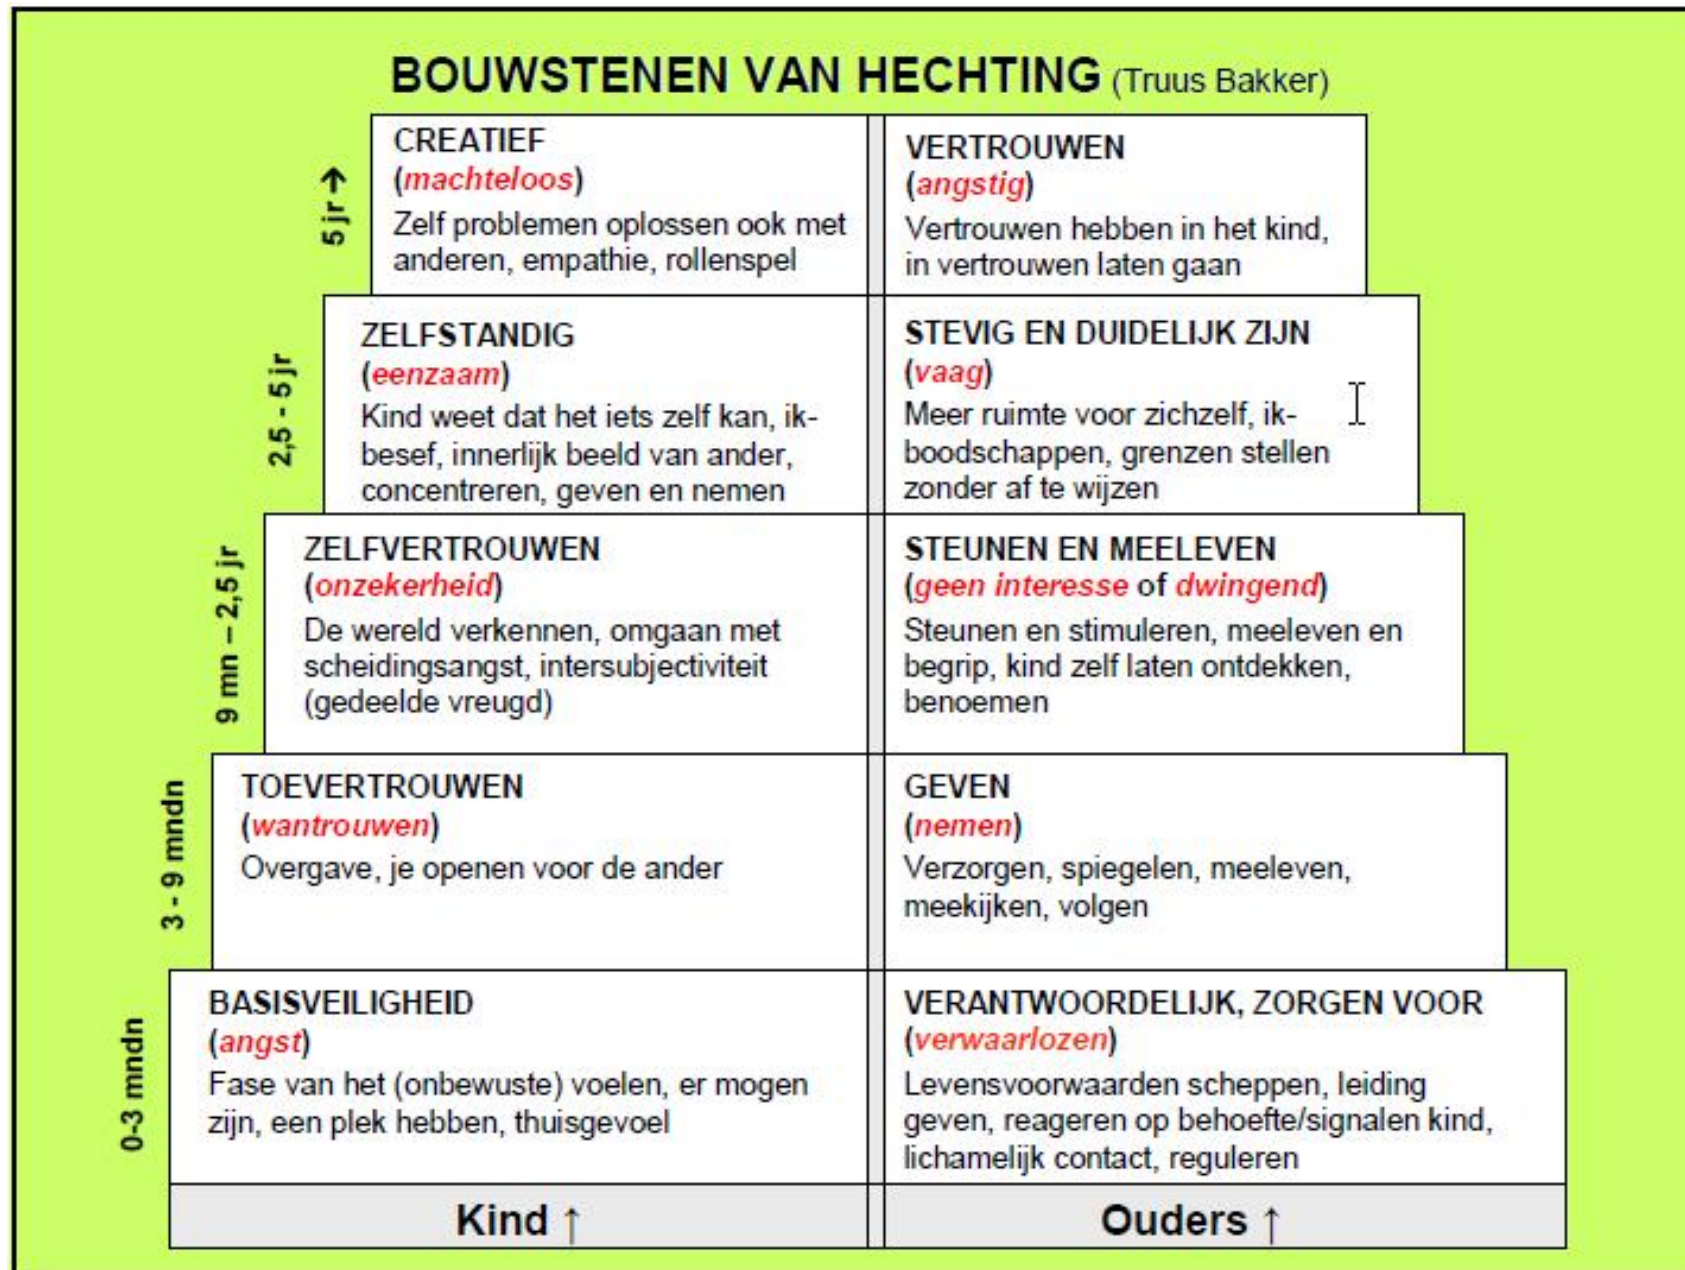 BOUWSTENEN VAN HECHTING (Truus Bakker)
5 jr →
CREATIEF
(machteloos)
Zelf problemen oplossen ook met
anderen, empathie, rollenspel
VERTROUWEN
(angstig)
Vertrouwen hebben in het kind,
in vertrouwen laten gaan
2,5 - 5 jr
ZELFSTANDIG
(eenzaam)
Kind weet dat het iets zelf kan, ik-
besef, innerlijk beeld van ander,
concentreren, geven en nemen
STEVIG EN DUIDELIJK ZIJN
(vaag)
Meer ruimte voor zichzelf, ik-
boodschappen, grenzen stellen
zonder af te wijzen
9 mn – 2,5 jr
ZELFVERTROUWEN
(onzekerheid)
De wereld verkennen, omgaan met
scheidingsangst, intersubjectiviteit
(gedeelde vreugd)
STEUNEN EN MEELEVEN
(geen interesse of dwingend)
Steunen en stimuleren, meeleven en
begrip, kind zelf laten ontdekken,
benoemen
3 - 9 mndn
TOEVERTROUWEN
(wantrouwen)
Overgave, je openen voor de ander
GEVEN
(nemen)
Verzorgen, spiegelen, meeleven,
meekijken, volgen
0-3 mndn
BASISVEILIGHEID
(angst)
Fase van het (onbewuste) voelen, er mogen
zijn, een plek hebben, thuisgevoel
VERANTWOORDELIJK, ZORGEN VOOR
(verwaarlozen)
Levensvoorwaarden scheppen, leiding
geven, reageren op behoefte/signalen kind,
lichamelijk contact, reguleren
Kind ↑
Ouders ↑